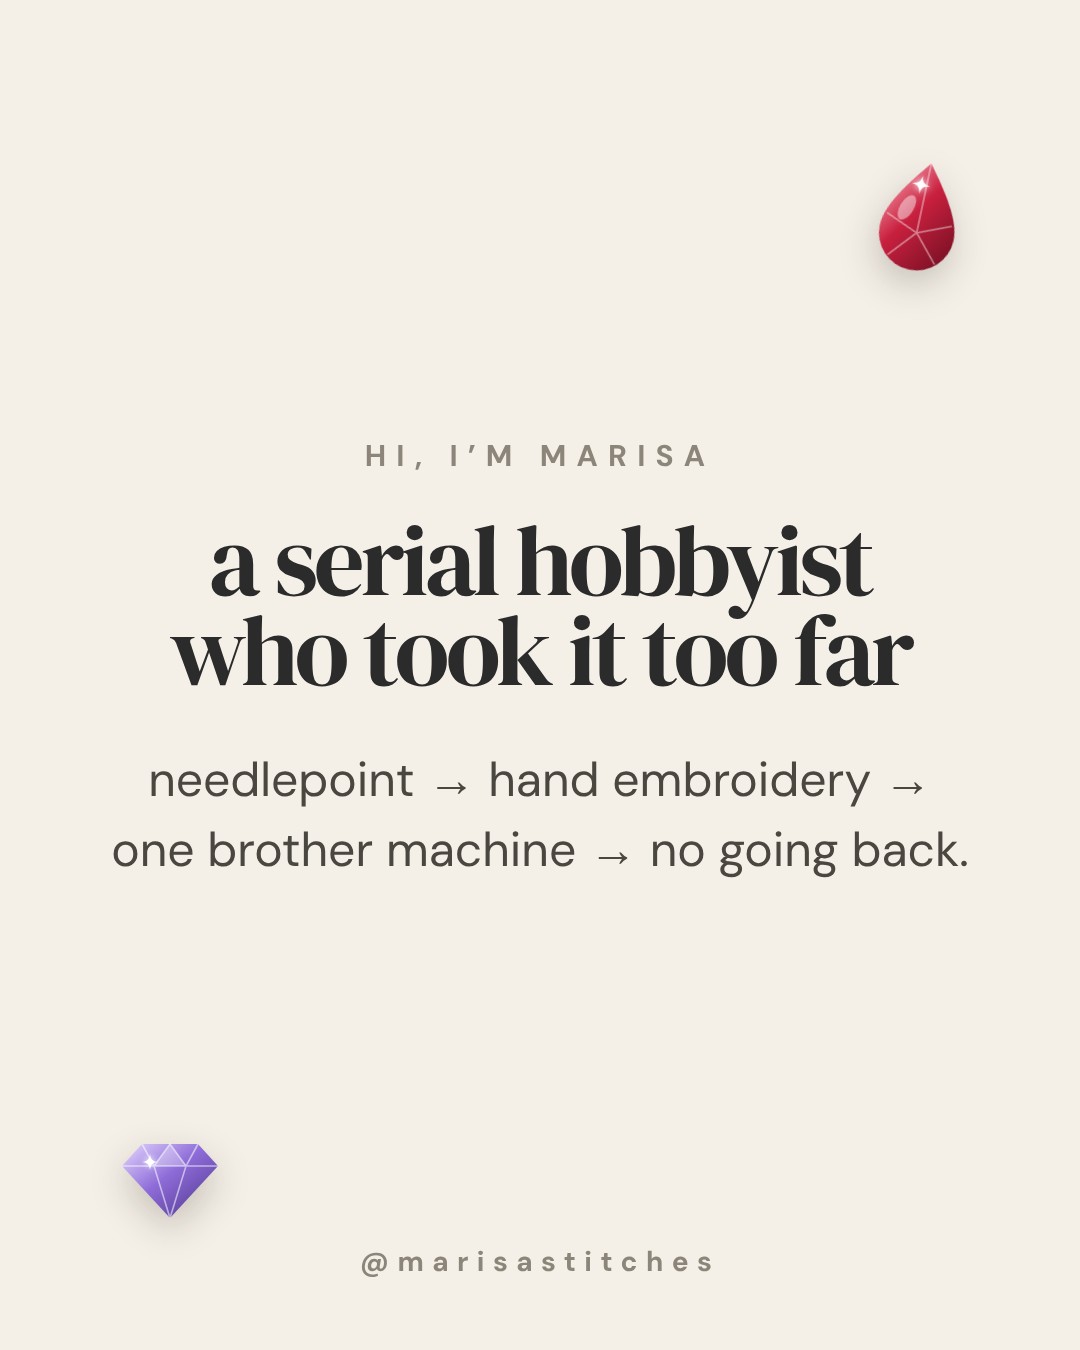 HI, I’M MARISA
a serial hobbyist
who took it too far
needlepoint → hand embroidery →
one brother machine → no going back.
@marisastitches